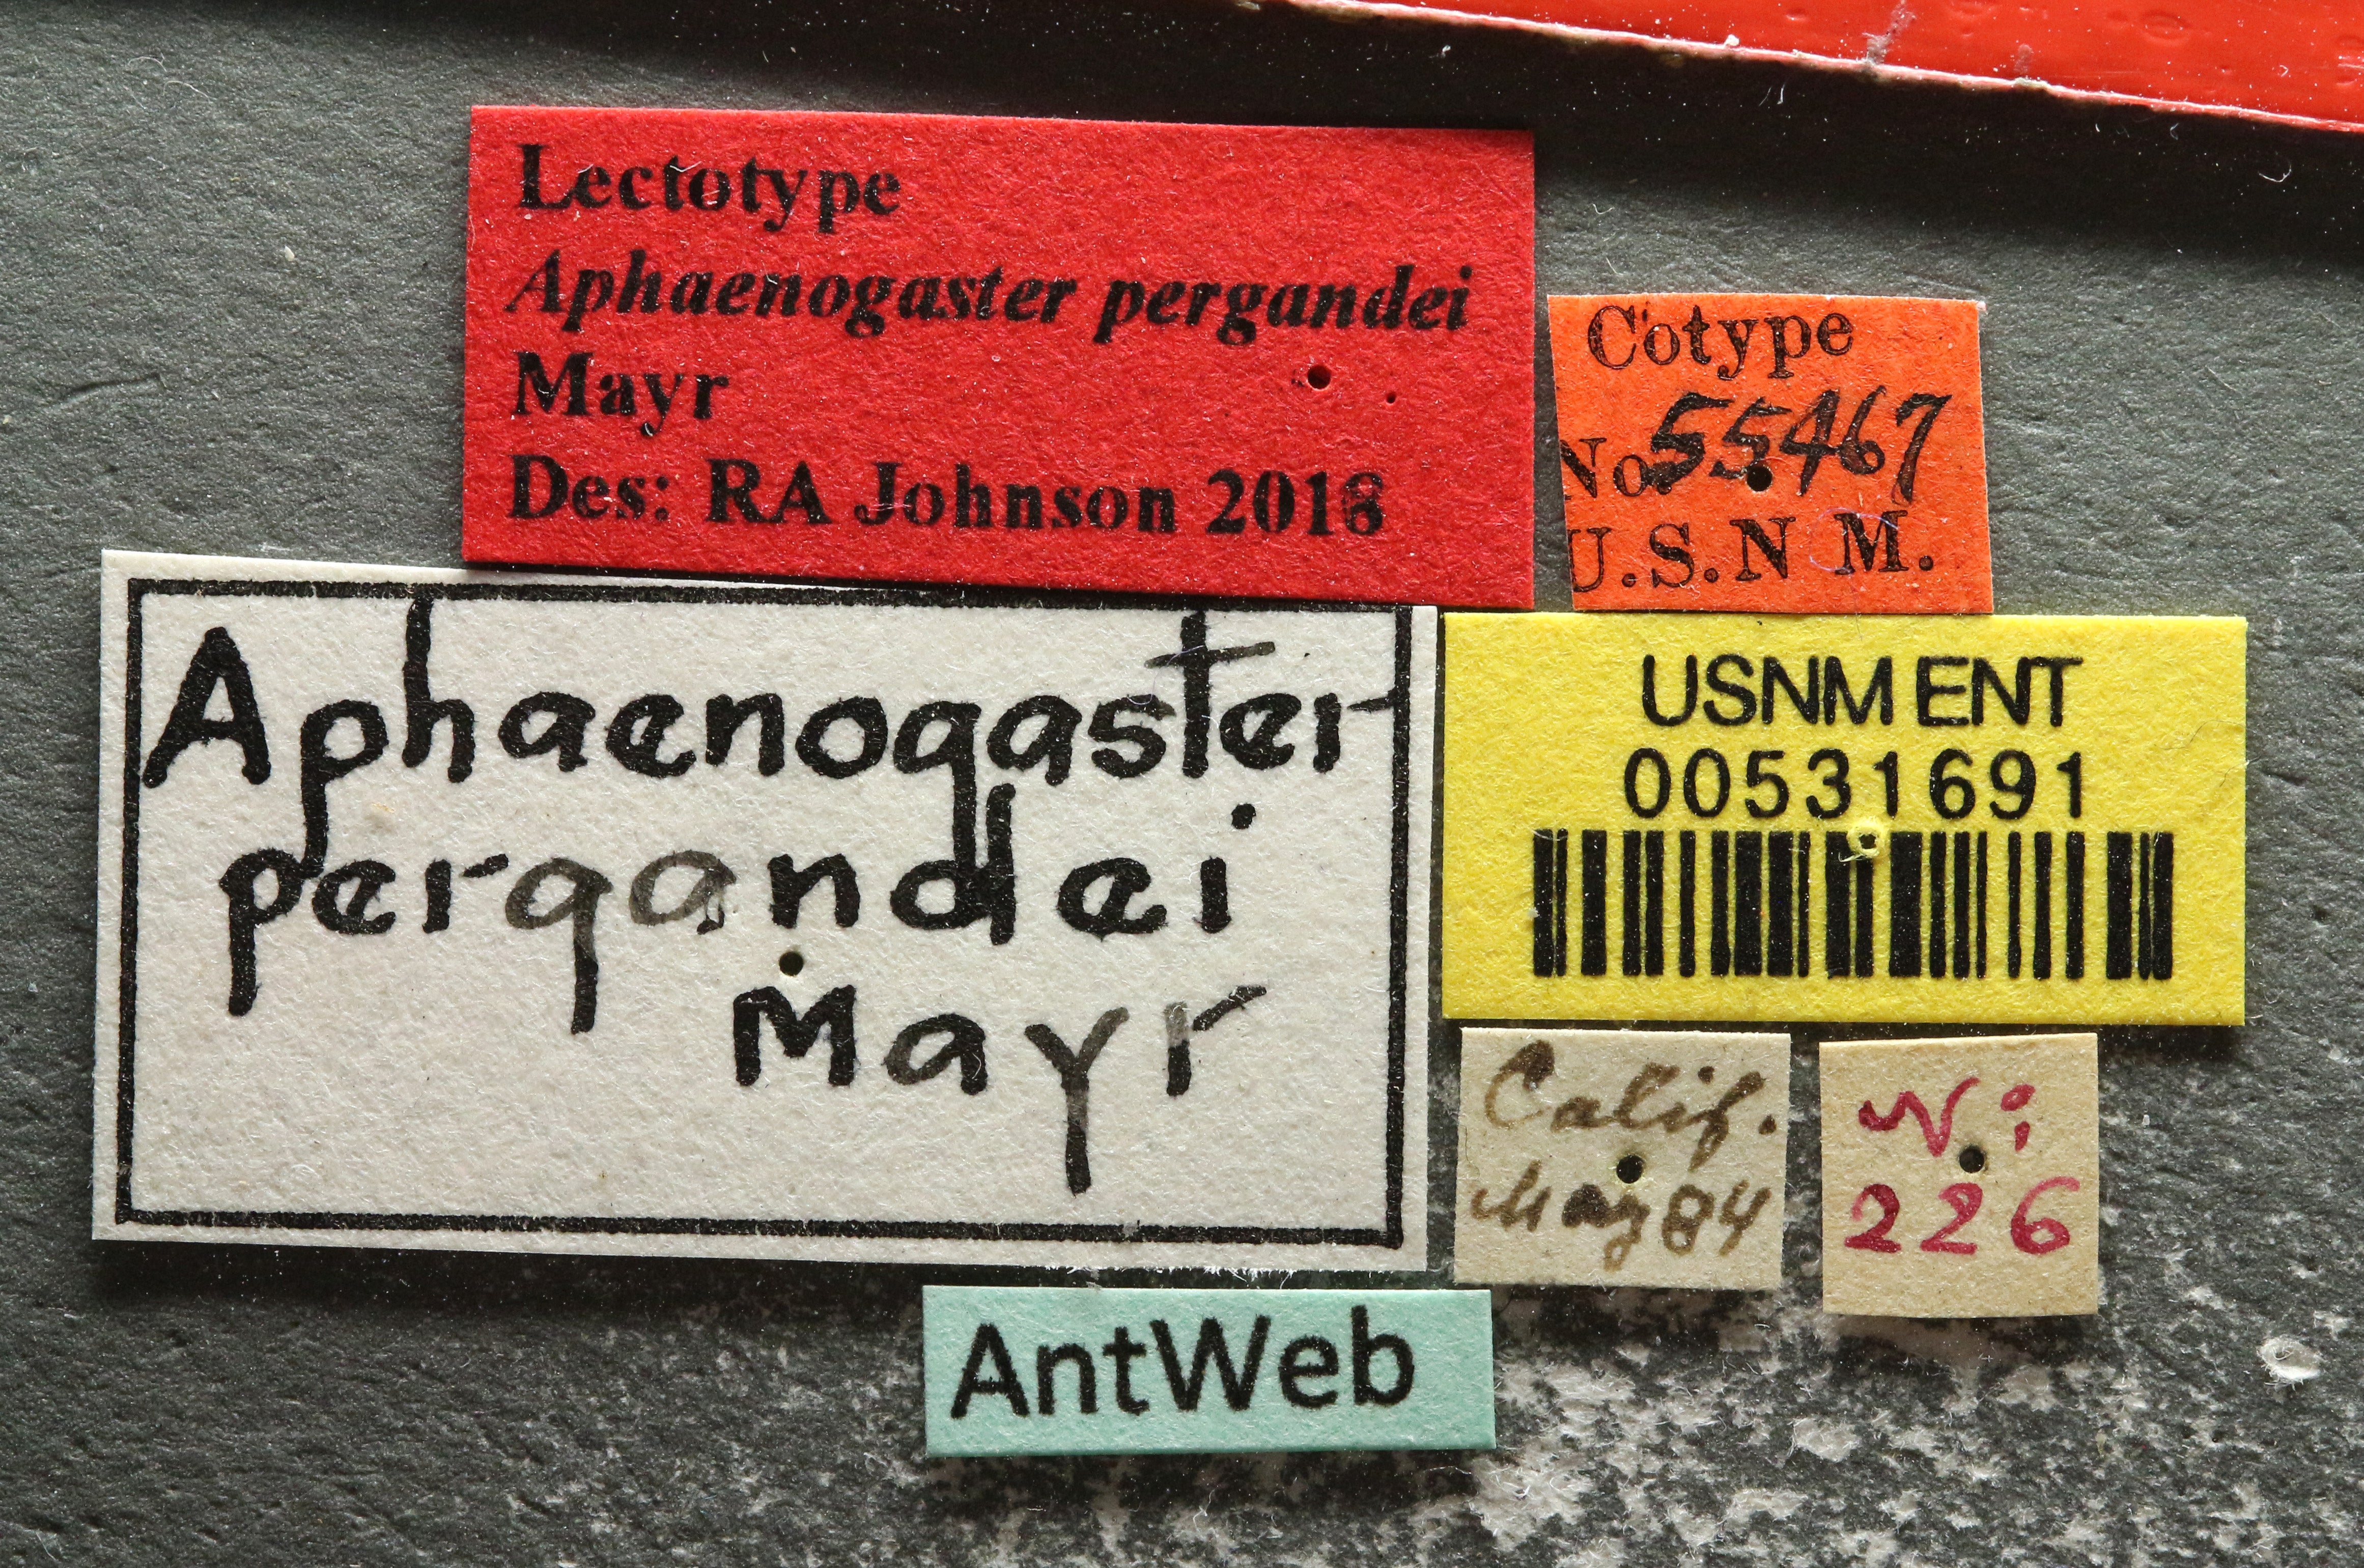 Lectotype
Aphaenogaster pergandei
Mayr
Des: RA Johnson 2018
Cotype
No. 55467
U.S.N M.
Aphaenogaster
pergandei
Mayr
USNM ENT
00531691
Calif.
May 84
N:
226
AntWeb